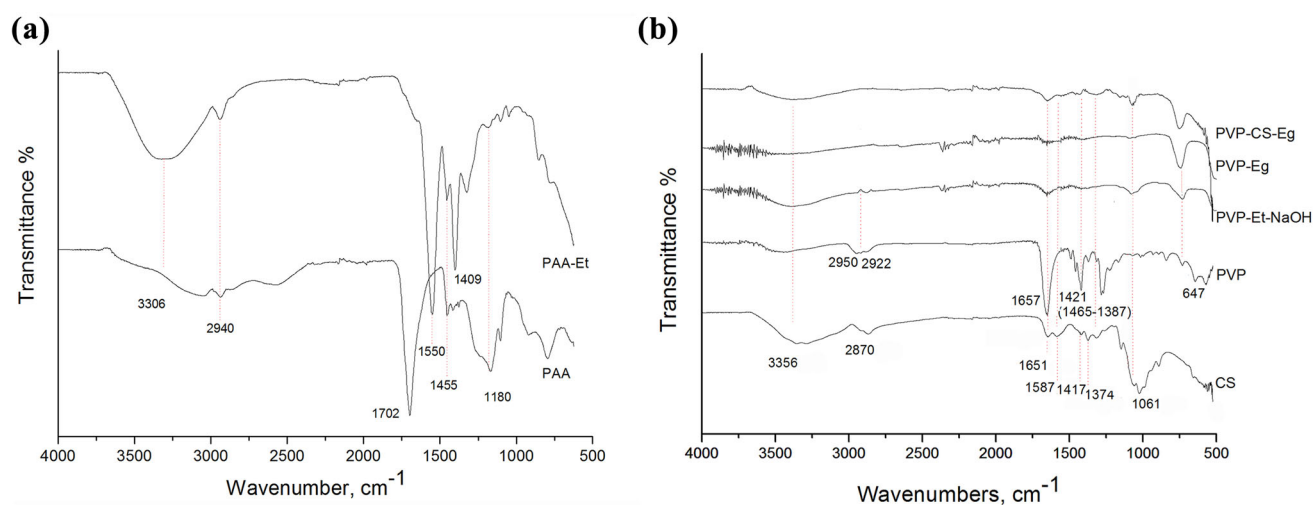 (a)
Transmittance %
PAA-Et
3306
2940
1409
1550
1455
1180
1702
PAA
4000 3500 3000 2500 2000 1500 1000 500
Wavenumber, cm-1
(b)
Transmittance %
PVP-CS-Eg
PVP-Eg
PVP-Et-NaOH
2950 2922
PVP
1657 1421 647
(1465-1387)
3356 2870
1651
1587 1417 1374 1061
CS
4000 3500 3000 2500 2000 1500 1000 500
Wavenumbers, cm-1